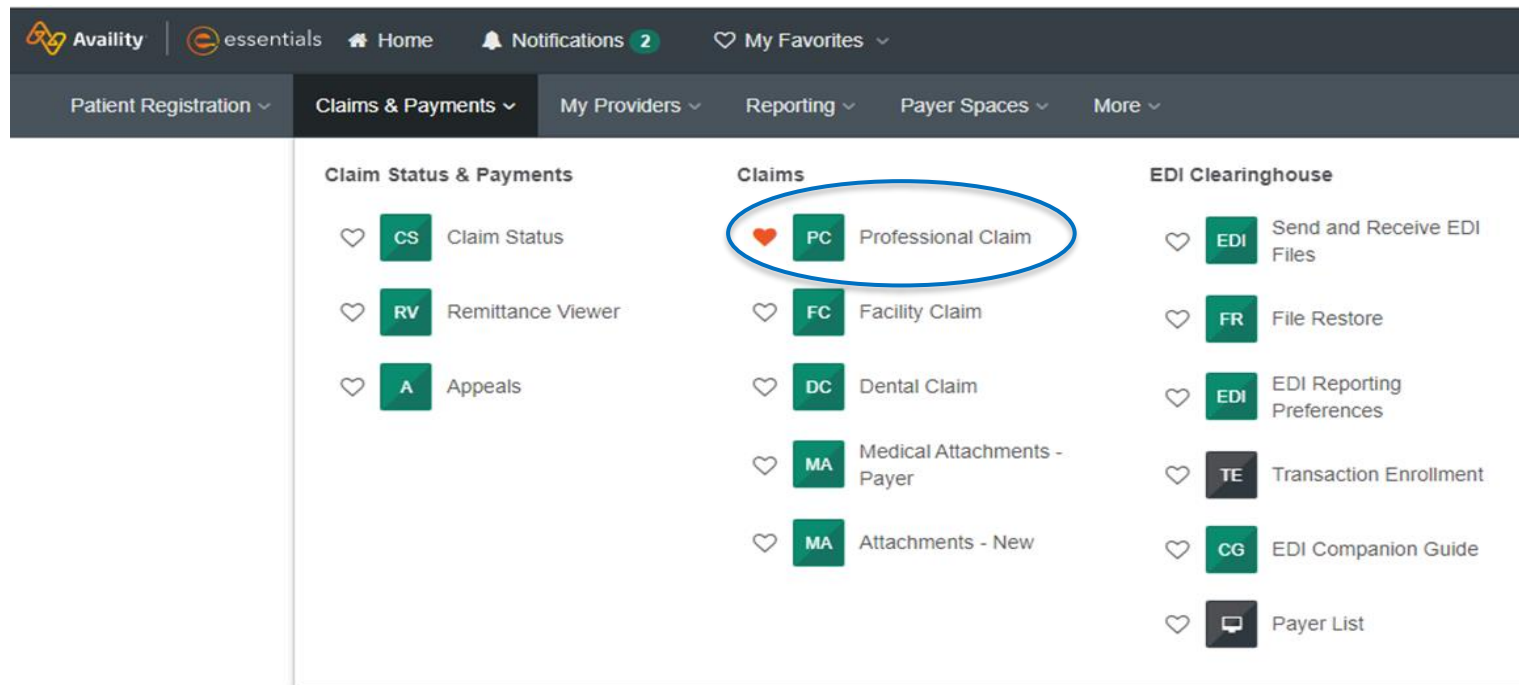 Availity essentials Home Notifications 2 My Favorites
Patient Registration Claims & Payments My Providers Reporting Payer Spaces More
Claim Status & Payments
CS Claim Status
RV Remittance Viewer
A Appeals
Claims
PC Professional Claim
FC Facility Claim
DC Dental Claim
MA Medical Attachments -
Payer
MA Attachments - New
EDI Clearinghouse
EDI Send and Receive EDI
Files
FR File Restore
EDI EDI Reporting
Preferences
TE Transaction Enrollment
CG EDI Companion Guide
Payer List